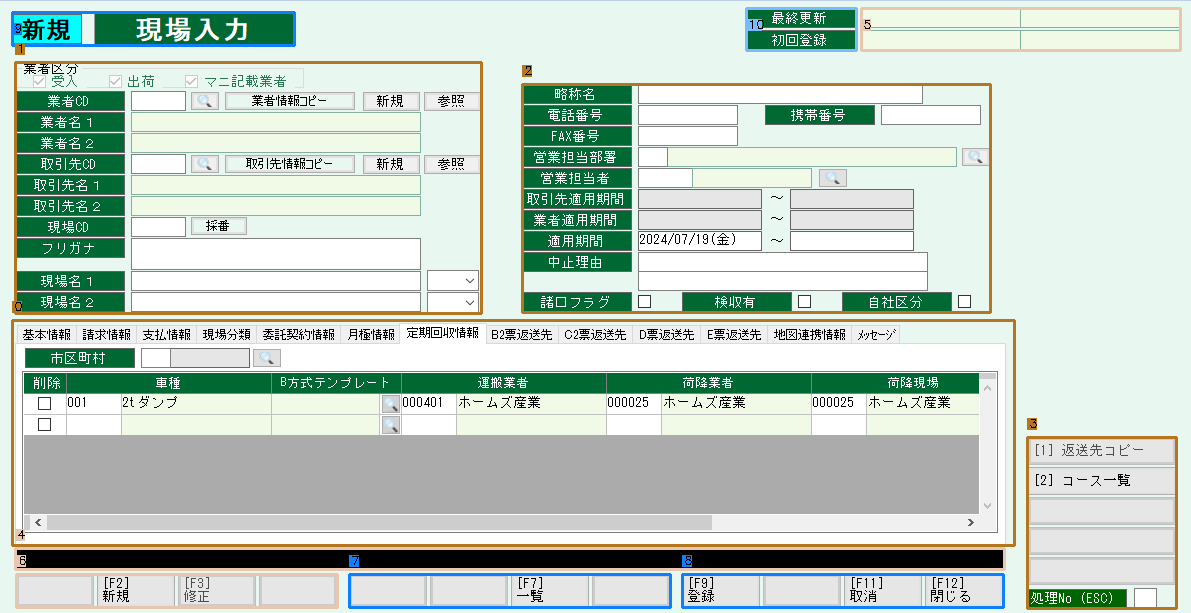 新規 現場入力
9
1
10
最終更新
初回登録
5
業者区分
受入 出荷 マニ記載業者
業者CD 業者情報コピー 新規 参照
業者名１
業者名２
取引先CD 取引先情報コピー 新規 参照
取引先名１
取引先名２
現場CD 採番
フリガナ
現場名１
現場名２
0
2
略称名
電話番号 携帯番号
FAX番号
営業担当部署
営業担当者
取引先適用期間 ～
業者適用期間 ～
適用期間 2024/07/19(金) ～
中止理由
諸口フラグ 検収有 自社区分
基本情報 請求情報 支払情報 現場分類 委託契約情報 月極情報 定期回収情報 B2票返送先 C2票返送先 D票返送先 E票返送先 地図連携情報 メッセージ
市区町村
削除 車種 B方式テンプレート 運搬業者 荷降業者 荷降現場
001 2tダンプ 000401 ホームズ産業 000025 ホームズ産業 000025 ホームズ産業
4
3
[1] 返送先コピー
[2] コース一覧
処理No (ESC)
6 7 8
[F2]
新規
[F3]
修正
[F7]
一覧
[F9]
登録
[F11]
取消
[F12]
閉じる